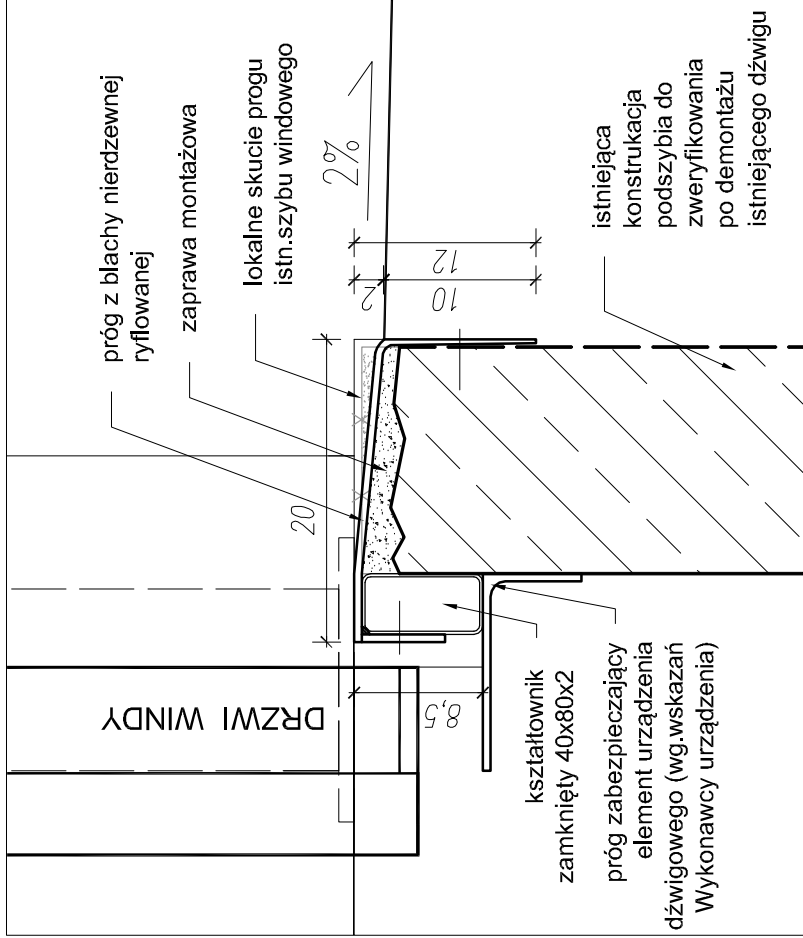 próg z blachy nierdzewnej
ryflowanej
zaprawa montażowa
lokalne skucie progu
istn.szybu windowego
2%
20
2
10
12
DRZWI WINDY
8,5
kształtownik
zamknięty 40x80x2
próg zabezpieczający
element urządzenia
dźwigowego (wg.wskazań
Wykonawcy urządzenia)
istniejąca
konstrukacja
podszybia do
zweryfikowania
po demontażu
istniejącego dźwigu